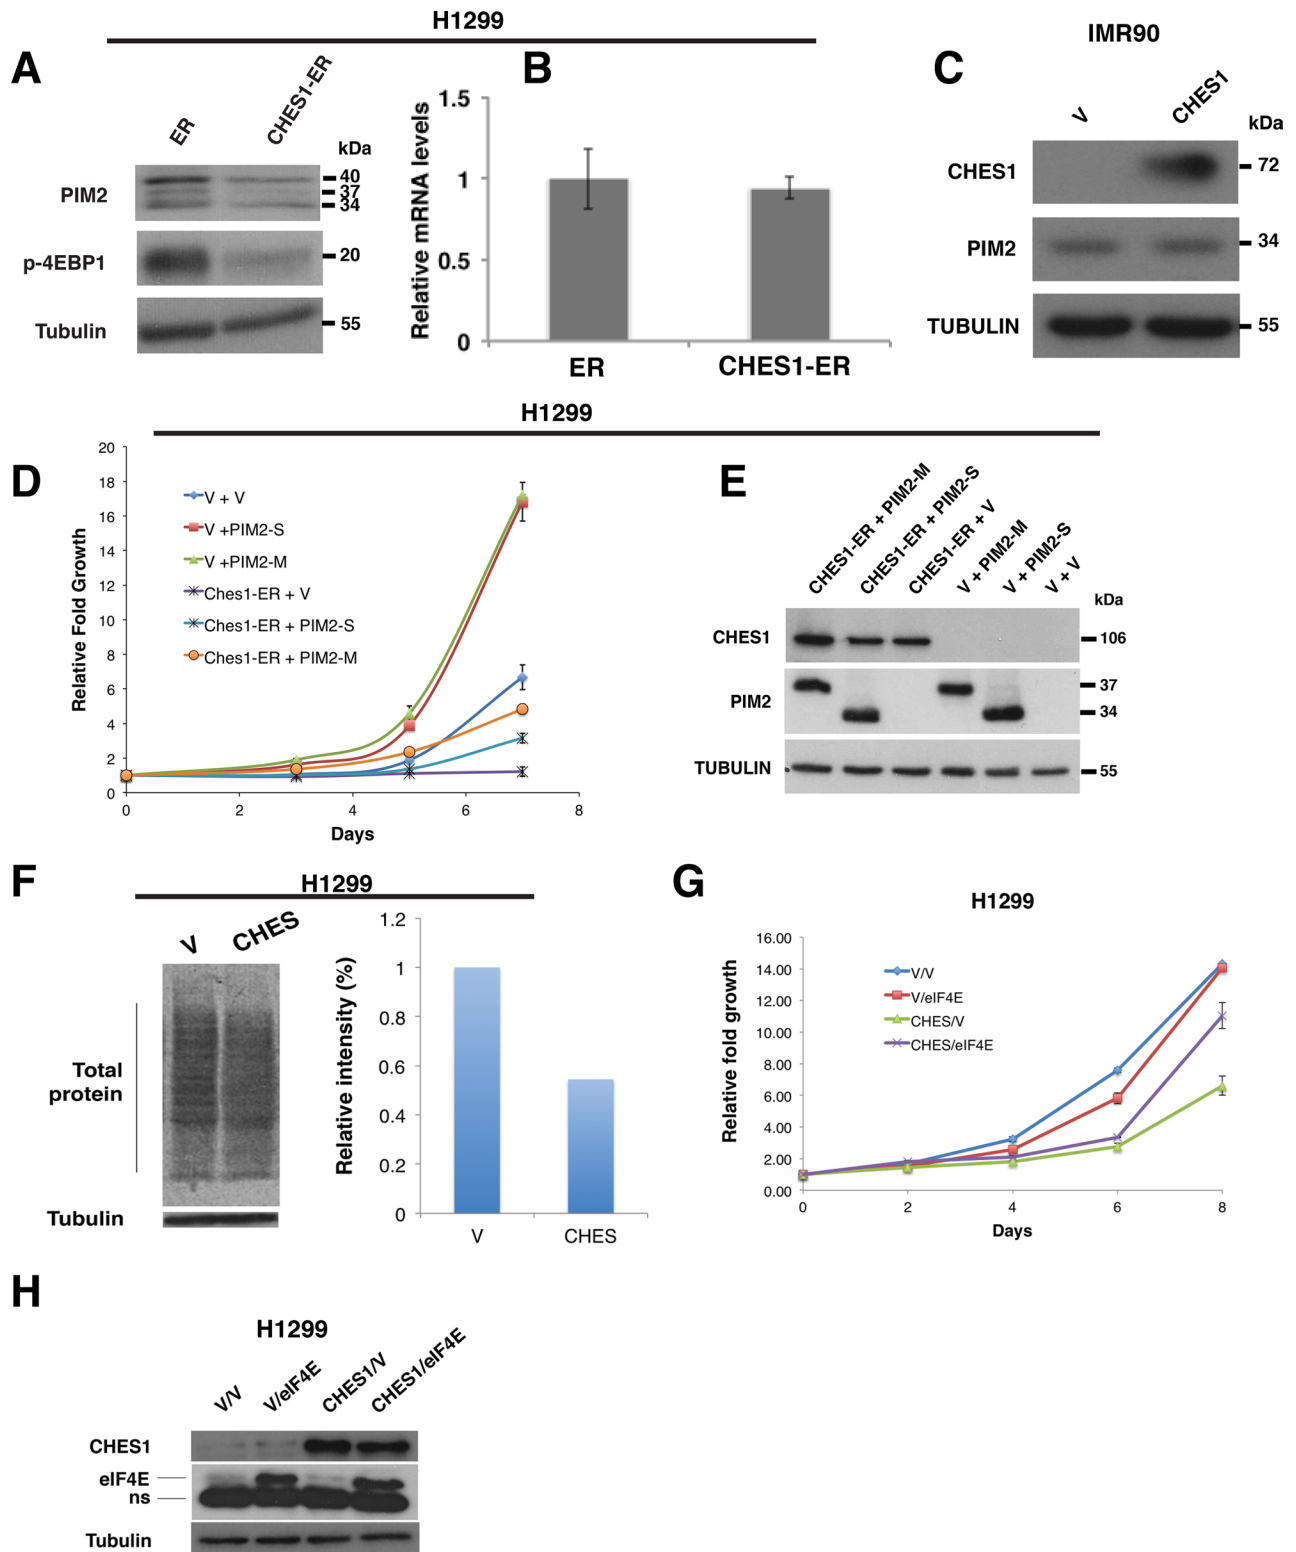 H1299
A
ER
CHES1-ER
kDa
PIM2
40
37
34
p-4EBP1
20
Tubulin
55
B
Relative mRNA levels
1.5
1
0.5
0
ER
CHES1-ER
IMR90
C
V
CHES1
kDa
CHES1
72
PIM2
34
TUBULIN
55
H1299
D
Relative Fold Growth
20
18
16
14
12
10
8
6
4
2
0
V + V
V +PIM2-S
V +PIM2-M
Ches1-ER + V
Ches1-ER + PIM2-S
Ches1-ER + PIM2-M
0 2 4 6 8
Days
E
CHES1-ER + PIM2-M
CHES1-ER + PIM2-S
CHES1-ER + V
V + PIM2-M
V + PIM2-S
V + V
kDa
CHES1
106
PIM2
37
34
TUBULIN
55
F
H1299
V
CHES
Total
protein
Tubulin
Relative intensity (%)
1.2
1
0.8
0.6
0.4
0.2
0
V
CHES
G
H1299
Relative fold growth
16.00
14.00
12.00
10.00
8.00
6.00
4.00
2.00
0.00
V/V
V/eIF4E
CHES/V
CHES/eIF4E
0 2 4 6 8
Days
H
H1299
V/V
V/eIF4E
CHES1/V
CHES1/eIF4E
CHES1
eIF4E
ns
Tubulin